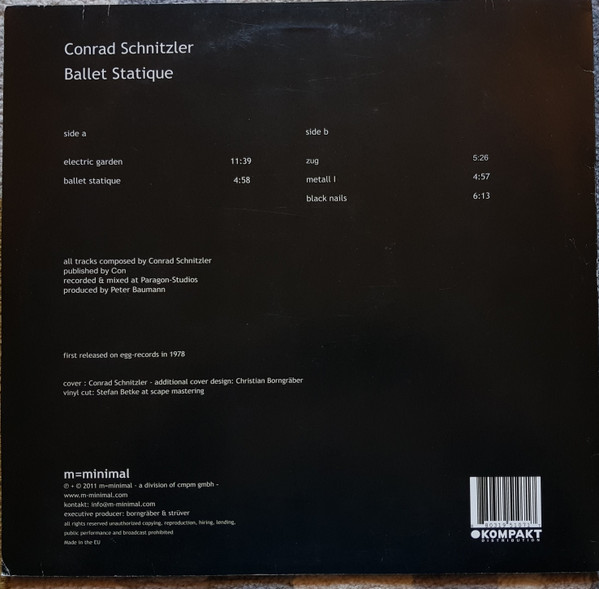 Conrad Schnitzler
Ballet Statique
side a
electric garden 11:39
ballet statique 4:58
side b
zug 5:26
metall I 4:57
black nails 6:13
all tracks composed by Conrad Schnitzler
published by Con
recorded & mixed at Paragon-Studios
produced by Peter Baumann
first released on egg-records in 1978
cover : Conrad Schnitzler - additional cover design: Christian Borngräber
vinyl cut: Stefan Betke at scape mastering
m=minimal
℗ + © 2011 m=minimal - a division of cmpm gmbh -
www.m-minimal.com
kontakt: info@m-minimal.com
executive producer: borngräber & strüver
all rights reserved unauthorized copying, reproduction, hiring, lending,
public performance and broadcast prohibited
Made in the EU
KOMPAKT
DISTRIBUTION